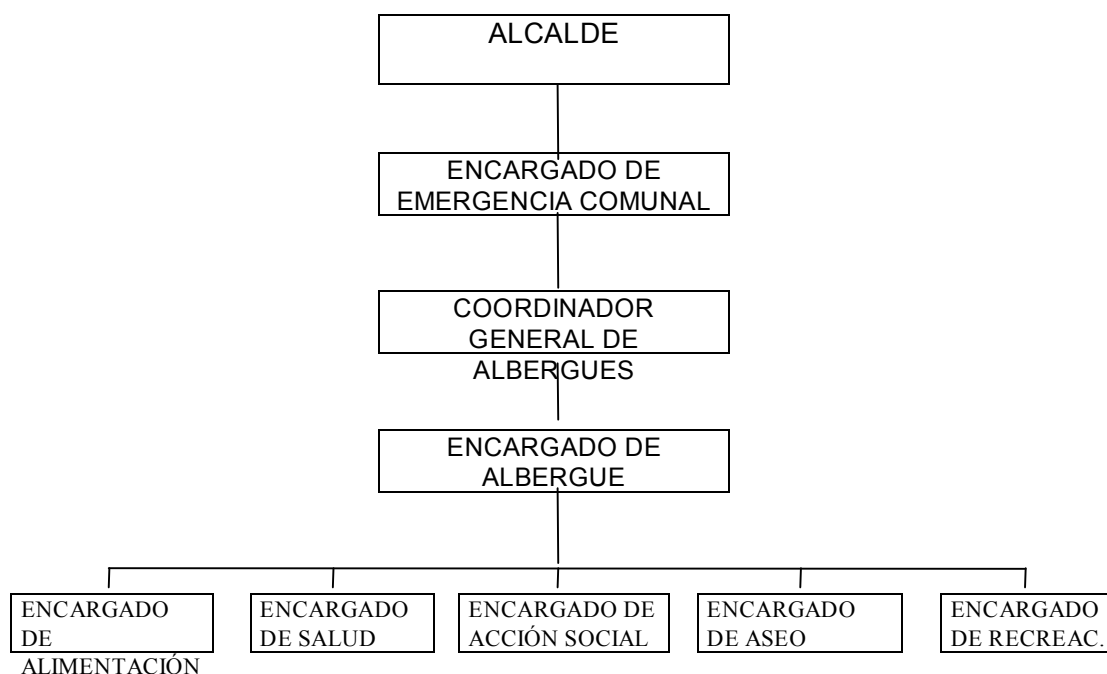 ALCALDE
ENCARGADO DE
EMERGENCIA COMUNAL
COORDINADOR
GENERAL DE
ALBERGUES
ENCARGADO DE
ALBERGUE
ENCARGADO
DE
ALIMENTACIÓN
ENCARGADO
DE SALUD
ENCARGADO DE
ACCIÓN SOCIAL
ENCARGADO
DE ASEO
ENCARGADO
DE RECREAC.